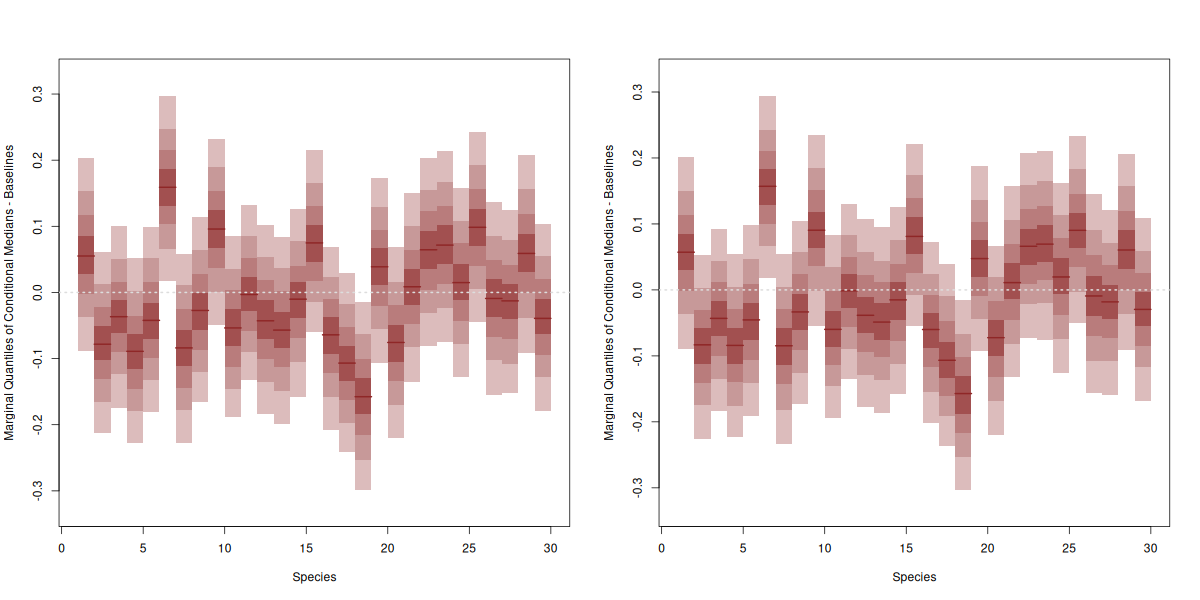 Marginal Quantiles of Conditional Medians - Baselines
0.3
0.2
0.1
0.0
-0.1
-0.2
-0.3
0 5 10 15 20 25 30
Species
Marginal Quantiles of Conditional Medians - Baselines
0.3
0.2
0.1
0.0
-0.1
-0.2
-0.3
0 5 10 15 20 25 30
Species